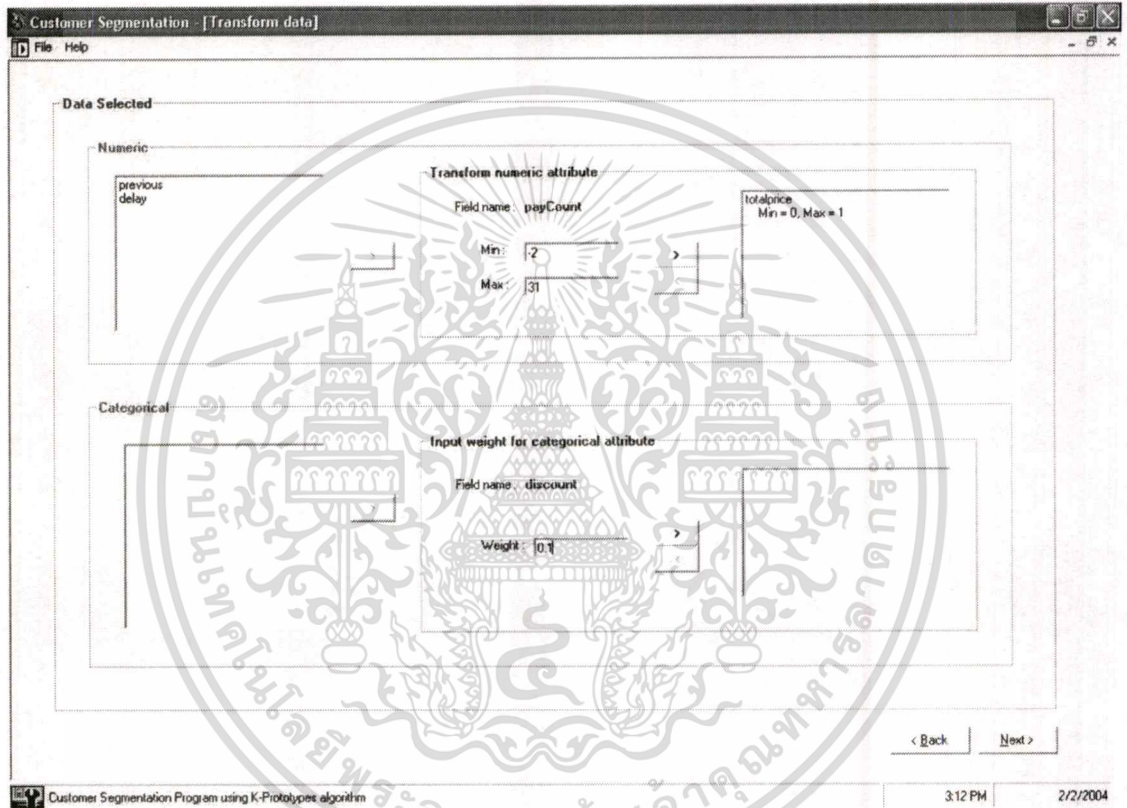 Customer Segmentation - [Transform data]
File Help
Data Selected
Numeric
previous
delay
Transform numeric attribute
Field name : payCount
Min : -2
Max : 31
totalprice
Min = 0, Max = 1
Categorical
Input weight for categorical attribute
Field name : discount
Weight : 0.1
< Back Next >
Customer Segmentation Program using K-Prototypes algorithm 3:12 PM 2/2/2004